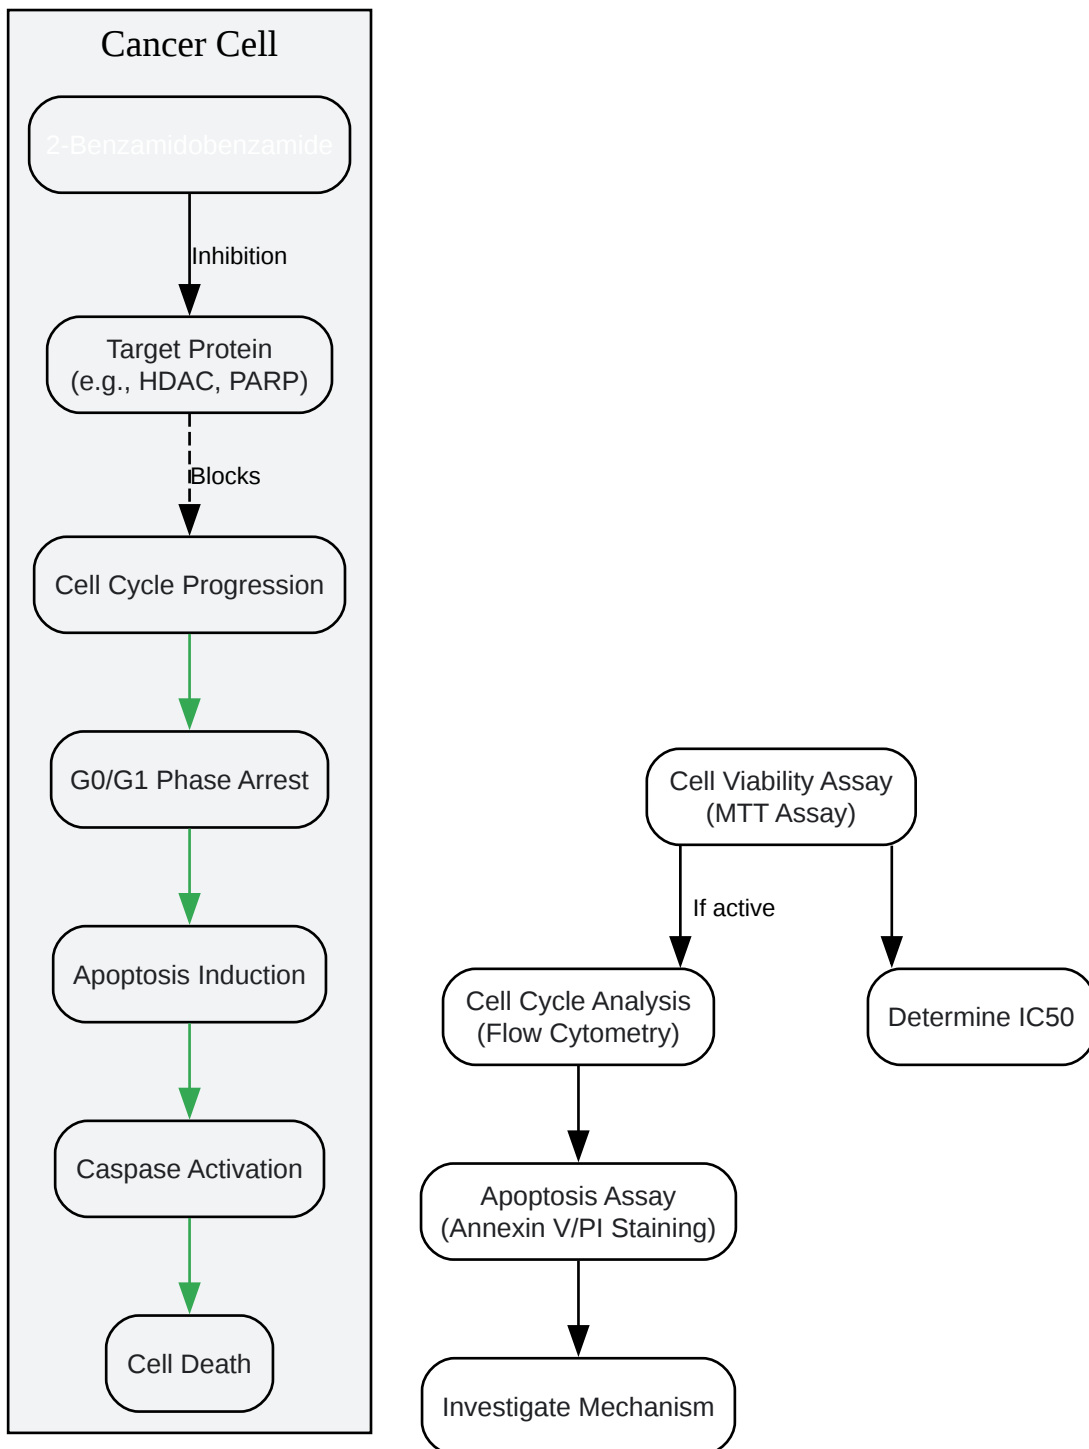 Cancer Cell
2-Benzamidobenzamide
Inhibition
Target Protein
(e.g., HDAC, PARP)
Blocks
Cell Cycle Progression
G0/G1 Phase Arrest
Apoptosis Induction
Caspase Activation
Cell Death
Cell Viability Assay
(MTT Assay)
If active
Cell Cycle Analysis
(Flow Cytometry)
Determine IC50
Apoptosis Assay
(Annexin V/PI Staining)
Investigate Mechanism